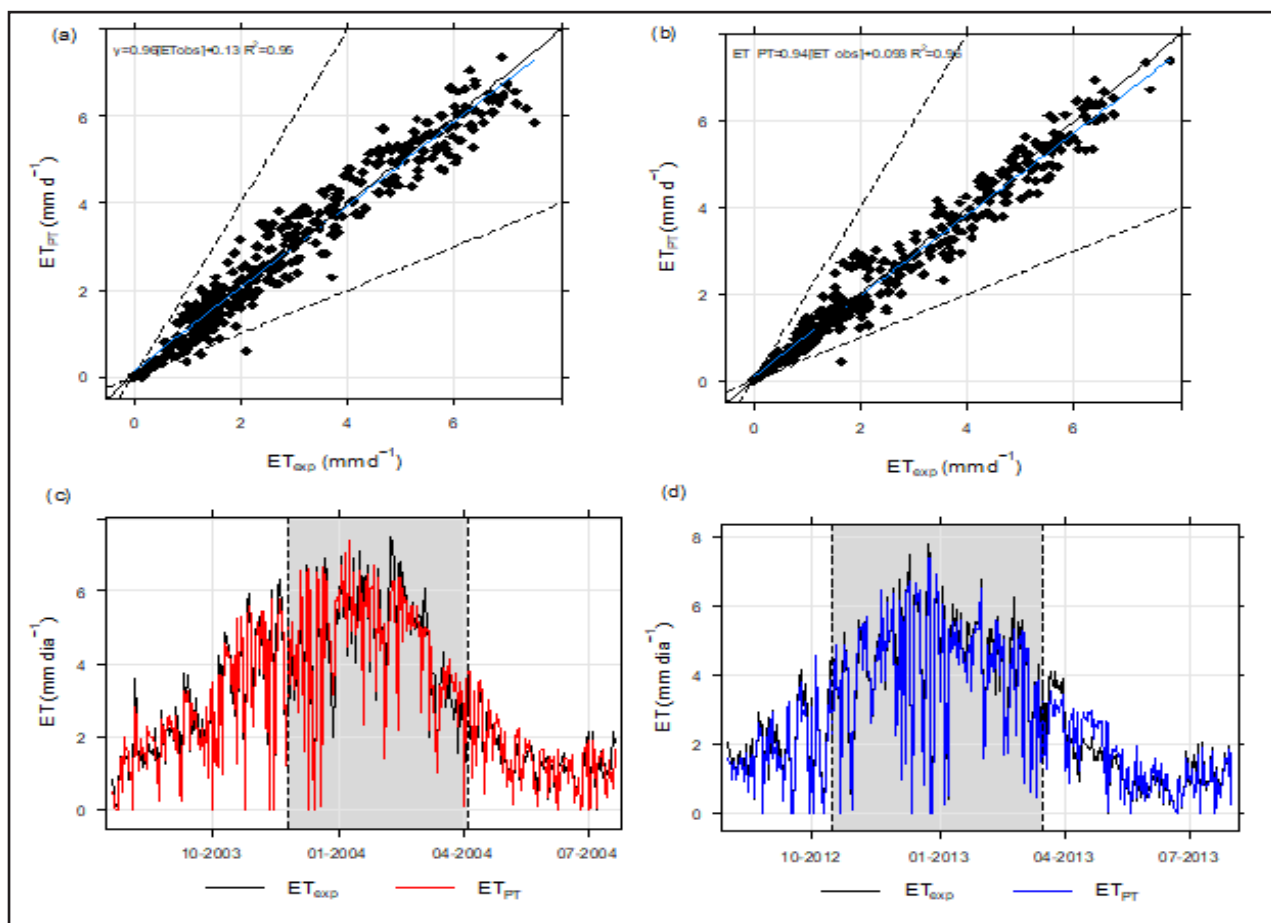 (a)
y=0.96[ETobs]+0.13 R²=0.95
6
4
2
0
ET_PT (mm d⁻¹)
0 2 4 6
ET_exp (mm d⁻¹)
(b)
ET PT=0.94[ET obs]+0.093 R²=0.96
6
4
2
0
ET_PT (mm d⁻¹)
0 2 4 6
ET_exp (mm d⁻¹)
(c)
6
4
2
0
ET (mm dia⁻¹)
10-2003 01-2004 04-2004 07-2004
ET_exp ET_PT
(d)
8
6
4
2
0
ET (mm dia⁻¹)
10-2012 01-2013 04-2013 07-2013
ET_exp ET_PT